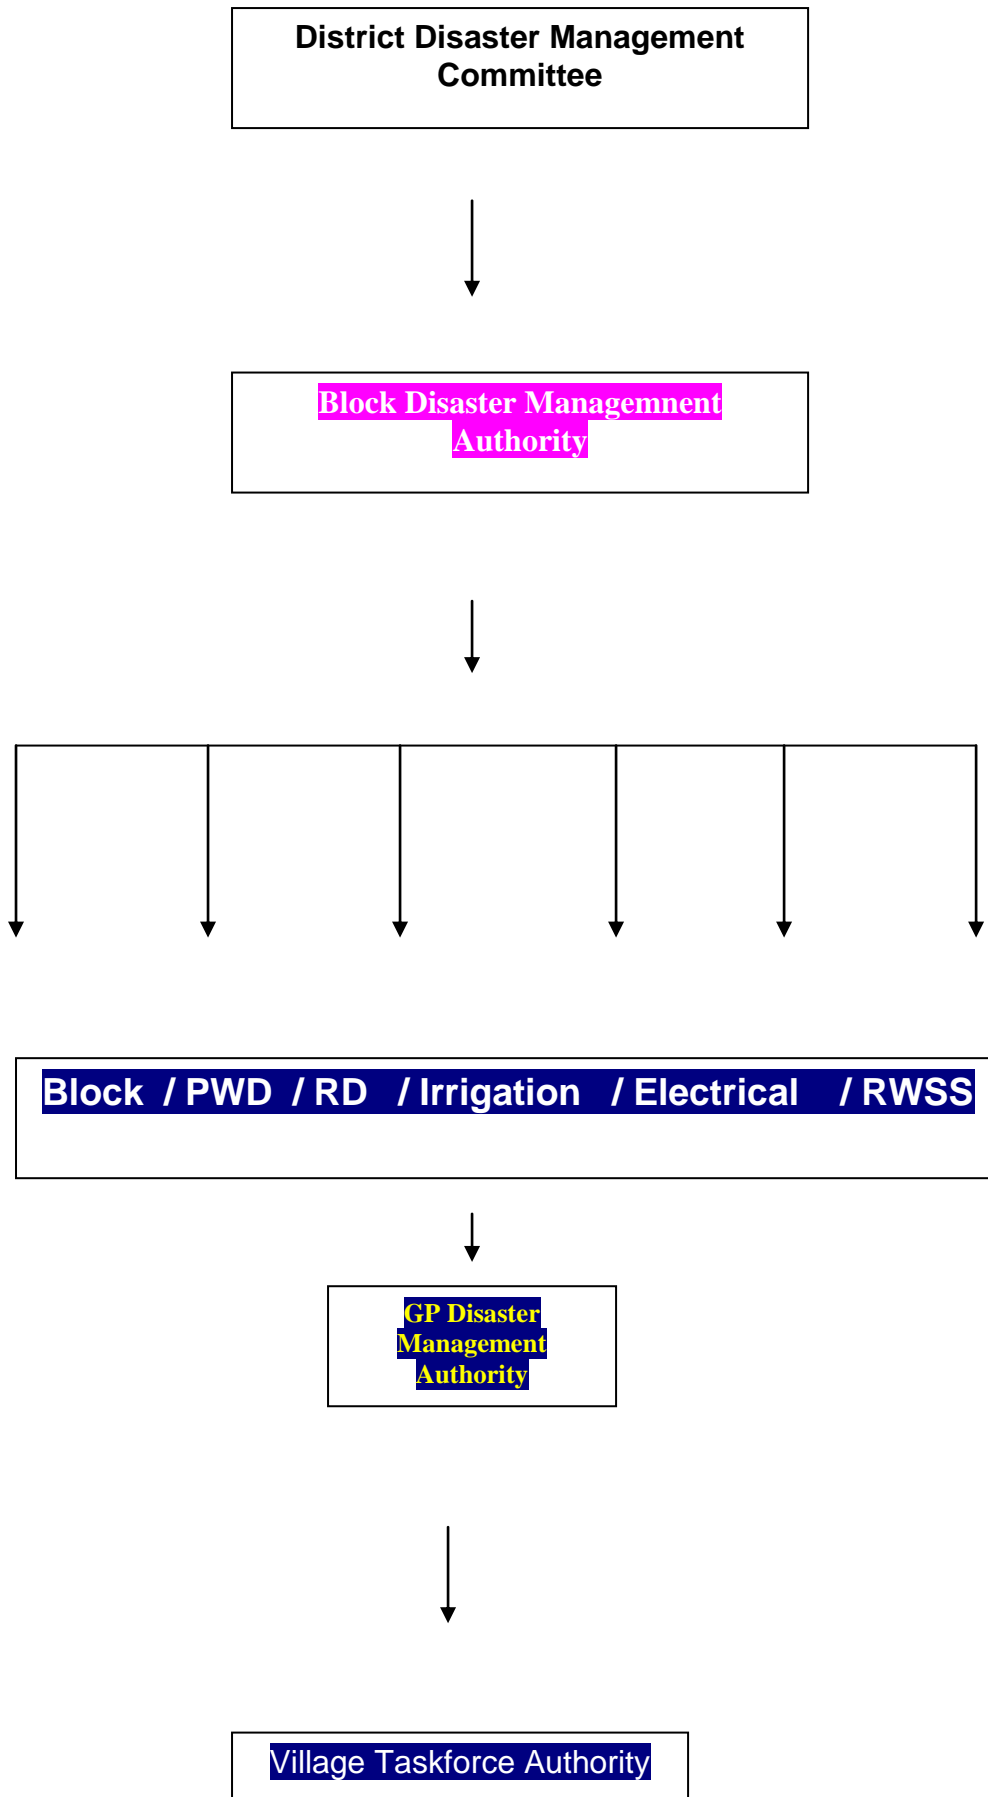 District Disaster Management
Committee
Block Disaster Managemnent
Authority
Block / PWD / RD / Irrigation / Electrical / RWSS
GP Disaster
Management
Authority
Village Taskforce Authority